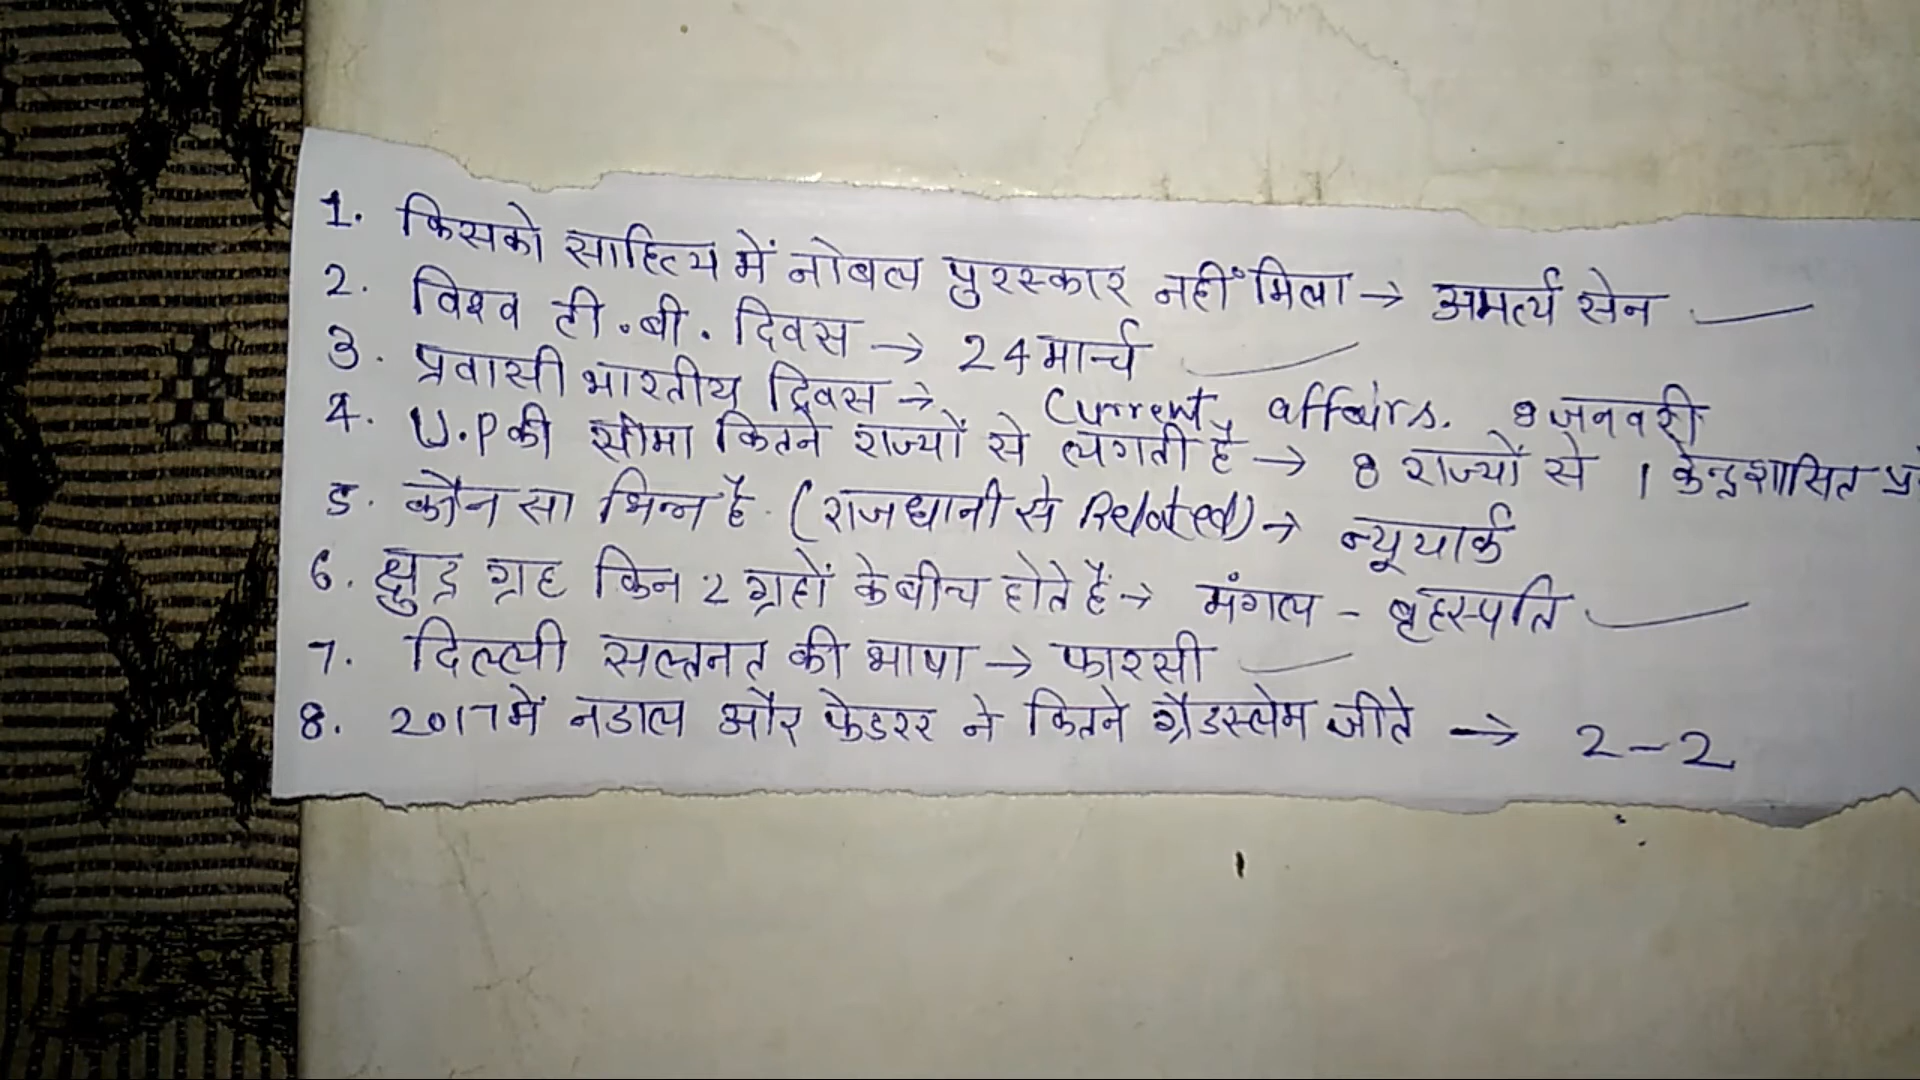 1. किसको साहित्य में नोबल पुरस्कार नहीं मिला → अमर्त्य सेन
2. विश्व टी.बी. दिवस → 24 मार्च
3. प्रवासी भारतीय दिवस → Current affairs. 9 जनवरी
4. U.P की सीमा कितने राज्यों से लगती है → 8 राज्यों से 1 केन्द्रशासित
5. कौन सा भिन्न है. (राजधानी से Related) → न्यूयार्क
6. क्षुद्र ग्रह किन 2 ग्रहों के बीच होते हैं → मंगल - बृहस्पति
7. दिल्ली सल्तनत की भाषा → फारसी
8. 2017 में नडाल और फेडरर ने कितने ग्रैंडस्लेम जीते → 2-2